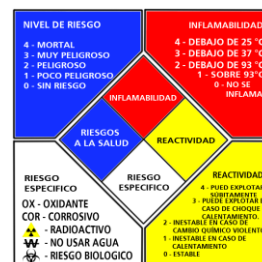 NIVEL DE RIESGO
4 - MORTAL
3 - MUY PELIGROSO
2 - PELIGROSO
1 - POCO PELIGROSO
0 - SIN RIESGO
INFLAMABILIDAD
4 - DEBAJO DE 25 °C
3 - DEBAJO DE 37 °
2 - DEBAJO DE 93 °
1 - SOBRE 93°
0 - NO SE
INFLAMA
INFLAMABILIDAD
RIESGOS
A LA SALUD
REACTIVIDAD
RIESGO
ESPECIFICO
RIESGO
ESPECIFICO
OX - OXIDANTE
COR - CORROSIVO
- RADIOACTIVO
W - NO USAR AGUA
- RIESGO BIOLOGICO
REACTIVIDAD
4 - PUED EXPLOTAR
SÚBITAMENTE
3 - PUEDE EXPLOTAR E
CASO DE CHOQUE
CALENTAMIENTO.
2 - INESTABLE EN CASO DE
CAMBIO QUÍMICO VIOLENTO
1 - INESTABLE EN CASO DE
CALENTAMIENTO
0 - ESTABLE